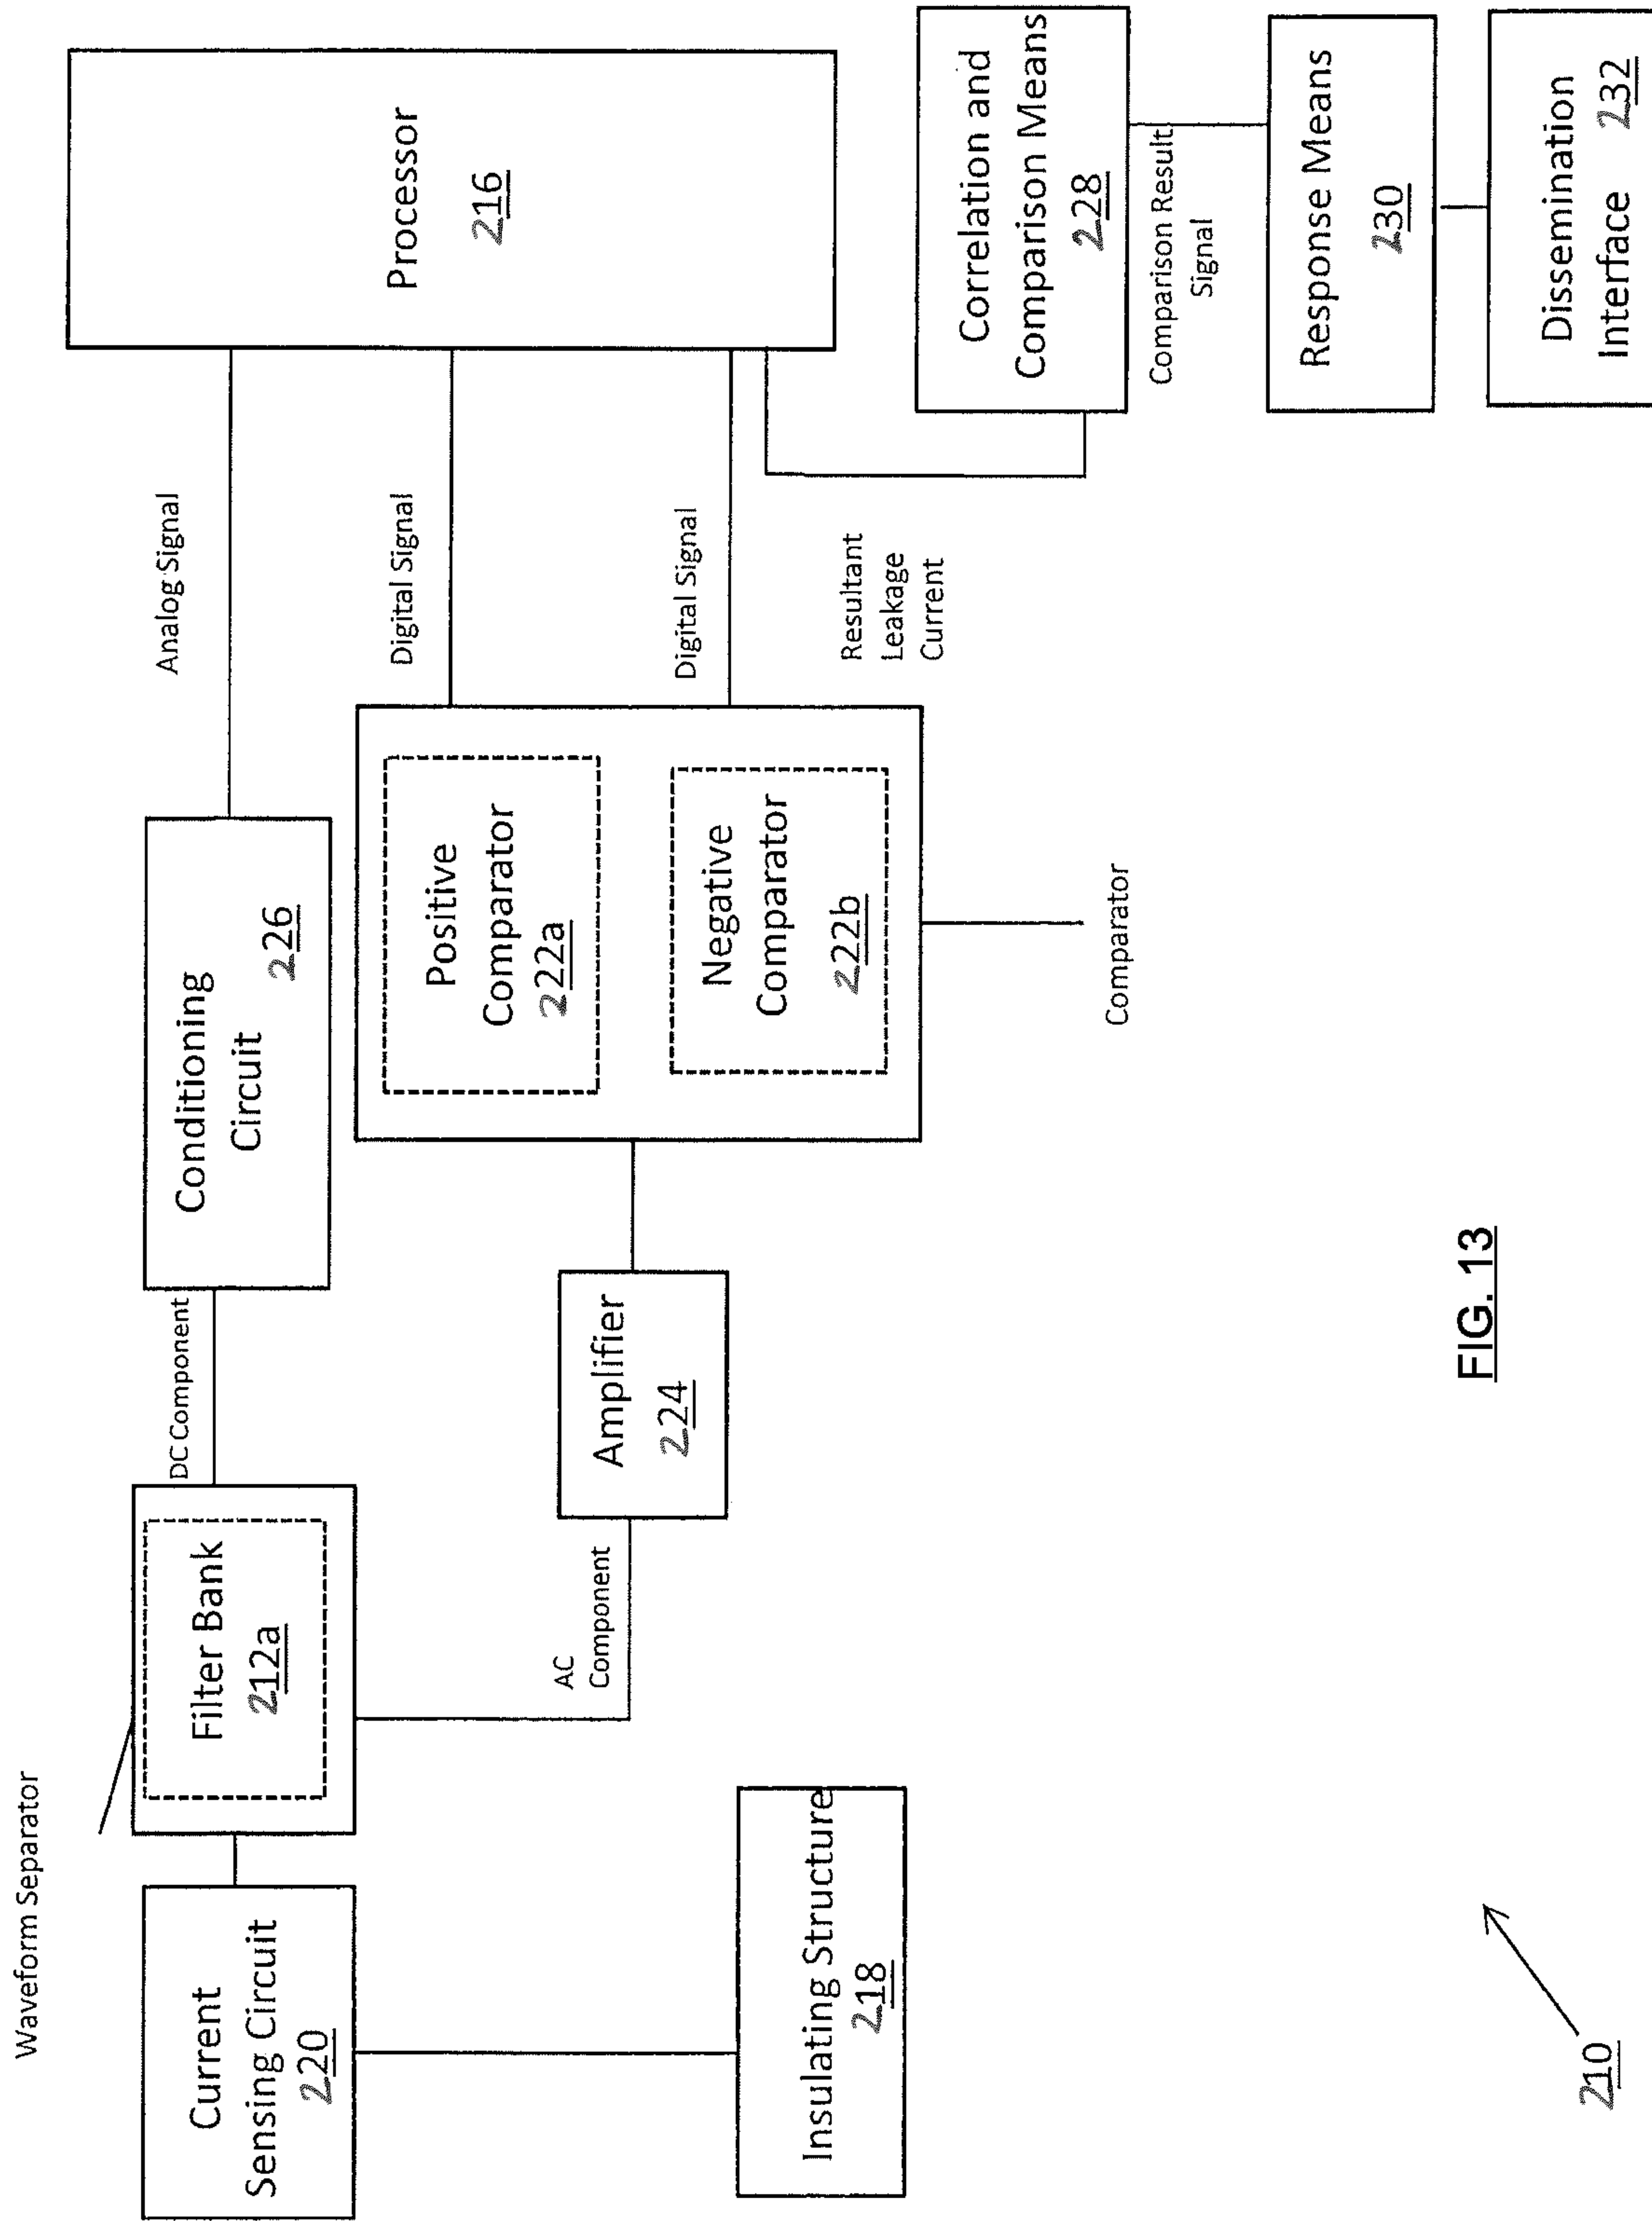 Waveform Separator
Current
Sensing Circuit
220
Filter Bank
212a
DC Component
Conditioning
Circuit
226
Analog Signal
Processor
216
AC
Component
Amplifier
224
Positive
Comparator
222a
Negative
Comparator
222b
Digital Signal
Digital Signal
Comparator
Resultant
Leakage
Current
Insulating Structure
218
Correlation and
Comparison Means
228
Comparison Result
Signal
Response Means
230
Dissemination
Interface 232
210
FIG. 13